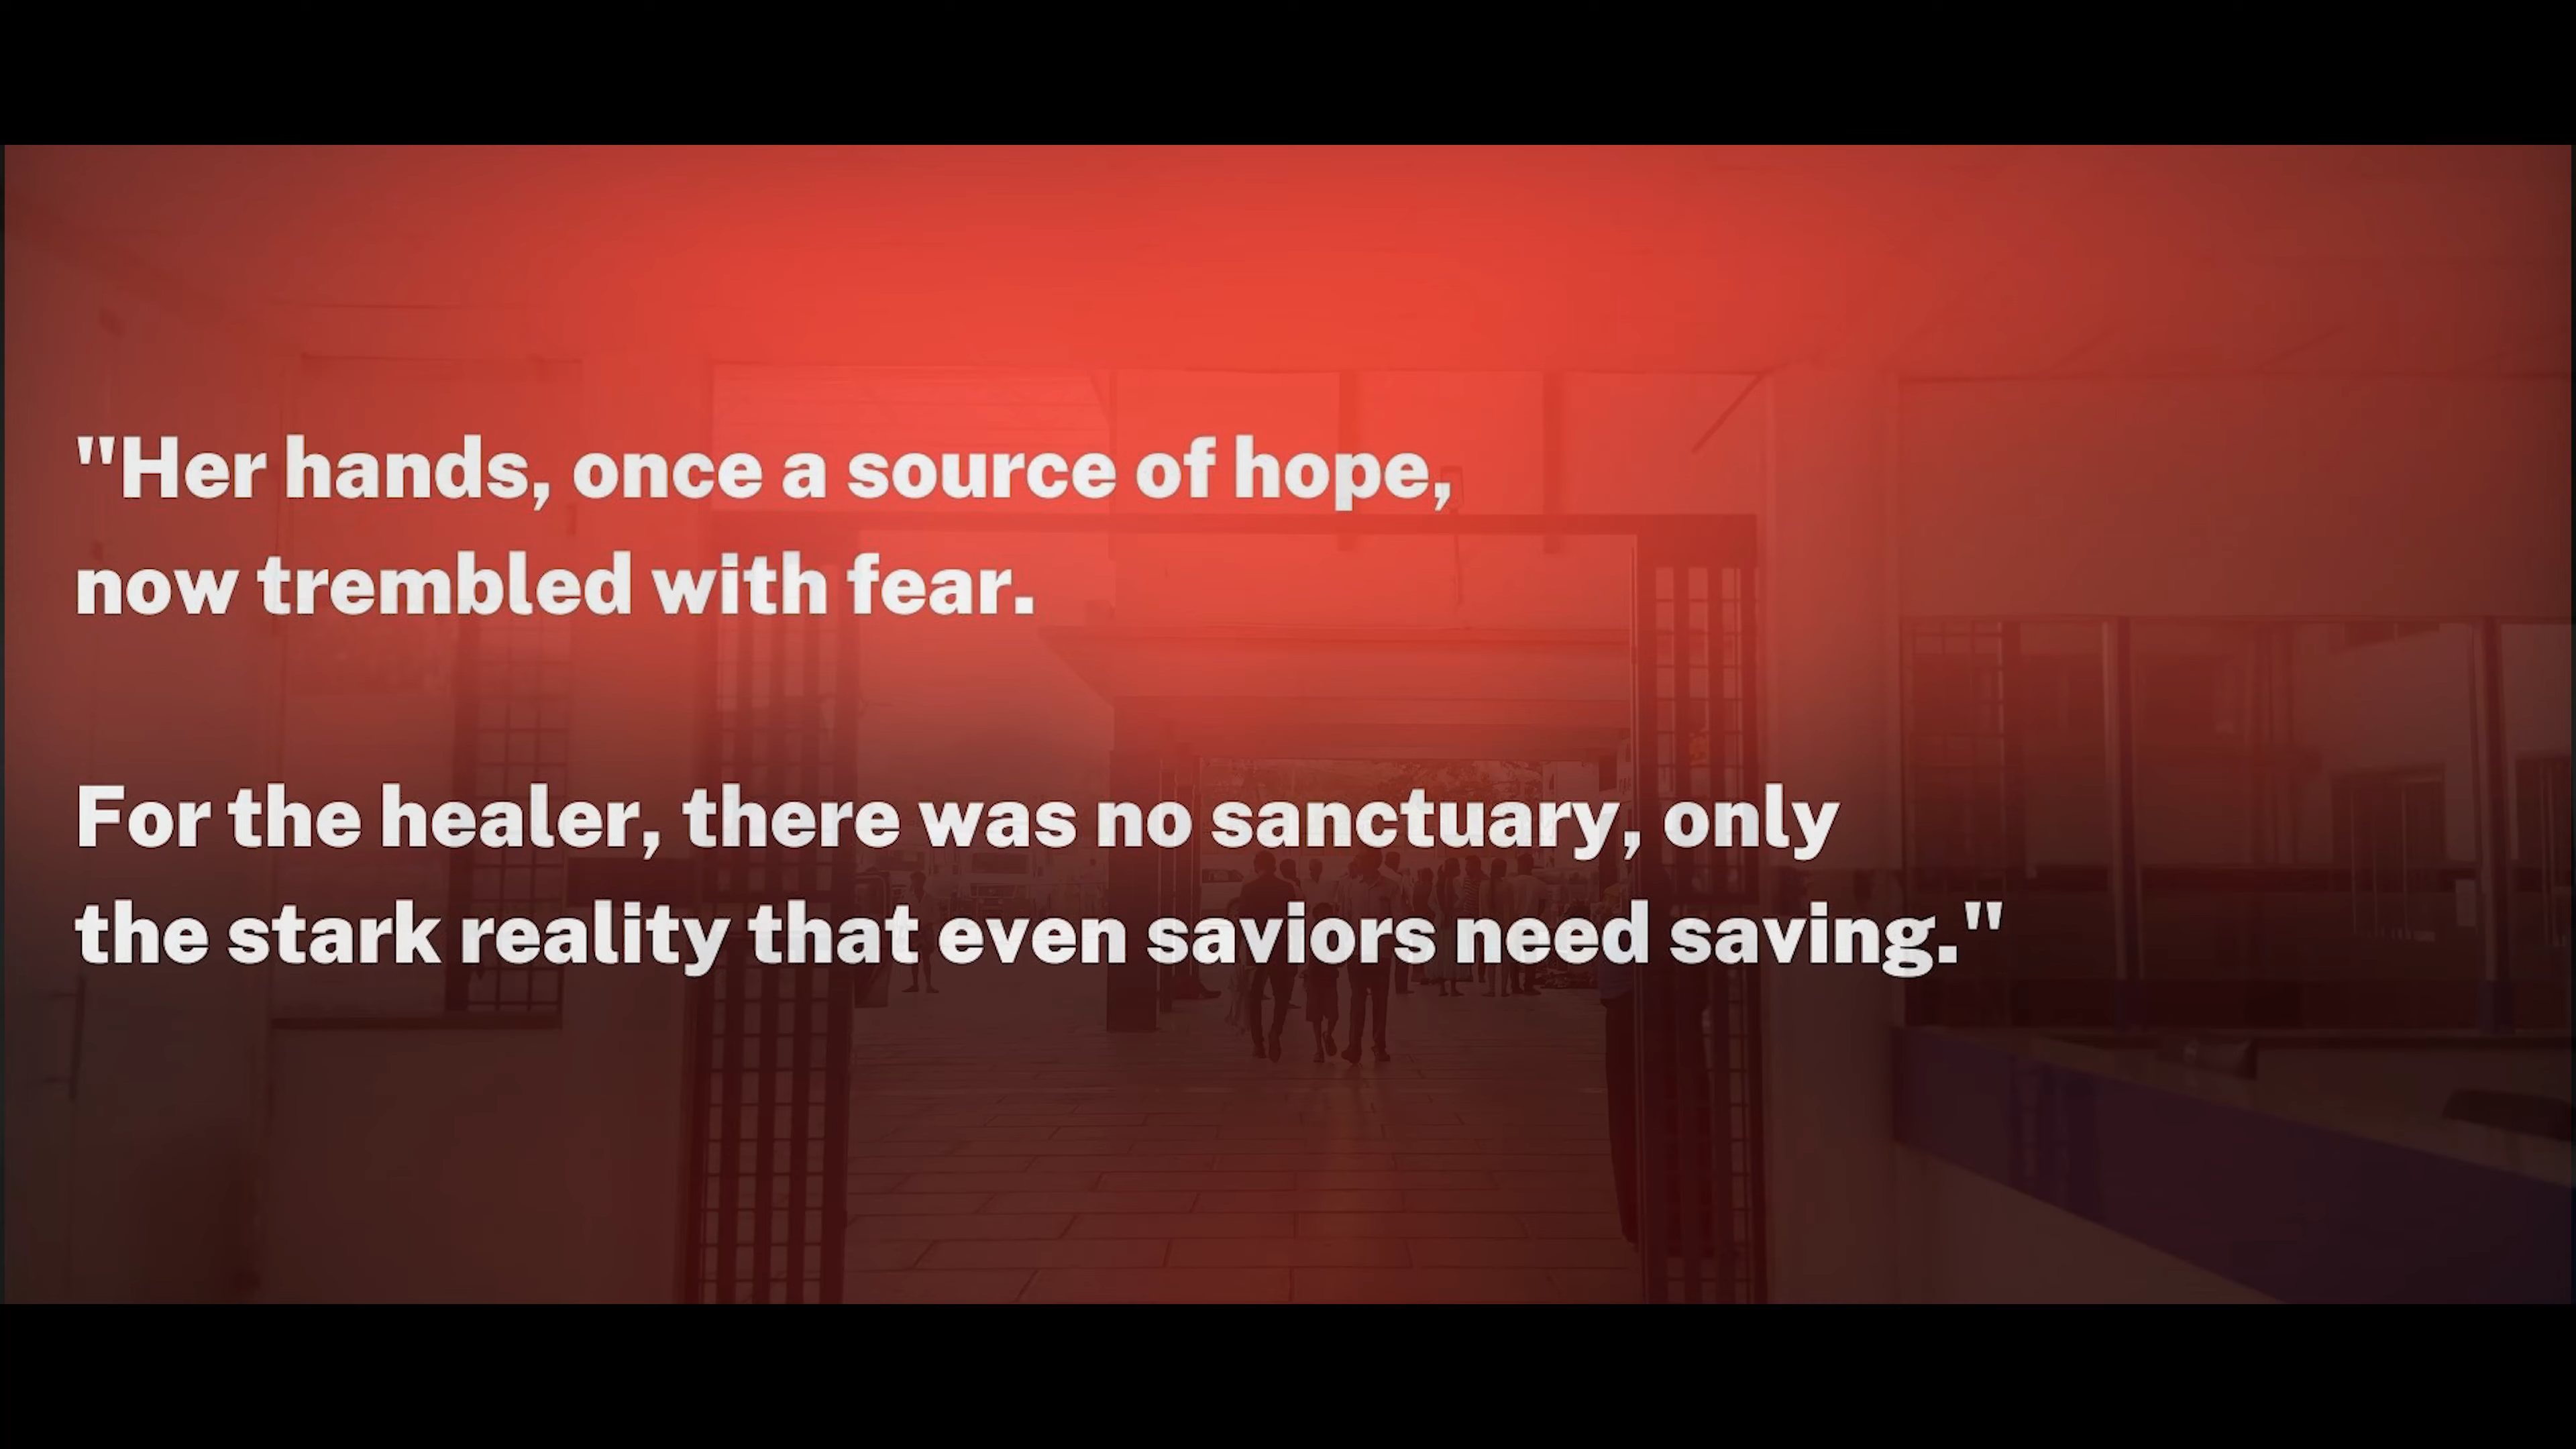 "Her hands, once a source of hope,
now trembled with fear.
For the healer, there was no sanctuary, only
the stark reality that even saviors need saving."